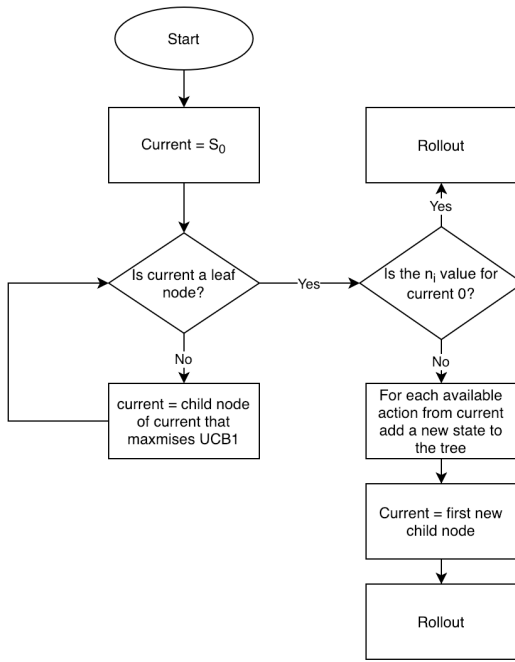 Start
Current = S₀
Is current a leaf
node?
No
current = child node
of current that
maxmises UCB1
Yes
Is the nᵢ value for
current 0?
Yes
Rollout
No
For each available
action from current
add a new state to
the tree
Current = first new
child node
Rollout